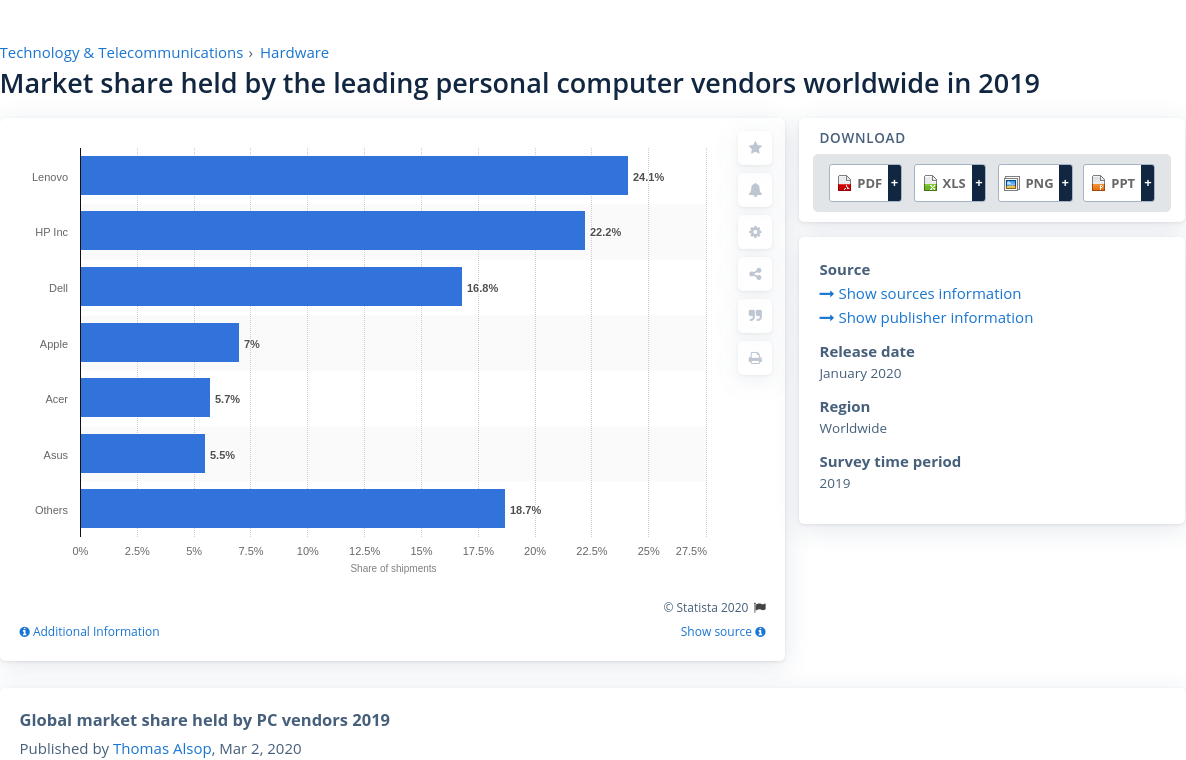 Technology & Telecommunications › Hardware
Market share held by the leading personal computer vendors worldwide in 2019
Lenovo 24.1%
HP Inc 22.2%
Dell 16.8%
Apple 7%
Acer 5.7%
Asus 5.5%
Others 18.7%
0% 2.5% 5% 7.5% 10% 12.5% 15% 17.5% 20% 22.5% 25% 27.5%
Share of shipments
© Statista 2020
Additional Information Show source
DOWNLOAD
PDF + XLS + PNG + PPT +
Source
Show sources information
Show publisher information
Release date
January 2020
Region
Worldwide
Survey time period
2019
Global market share held by PC vendors 2019
Published by Thomas Alsop, Mar 2, 2020